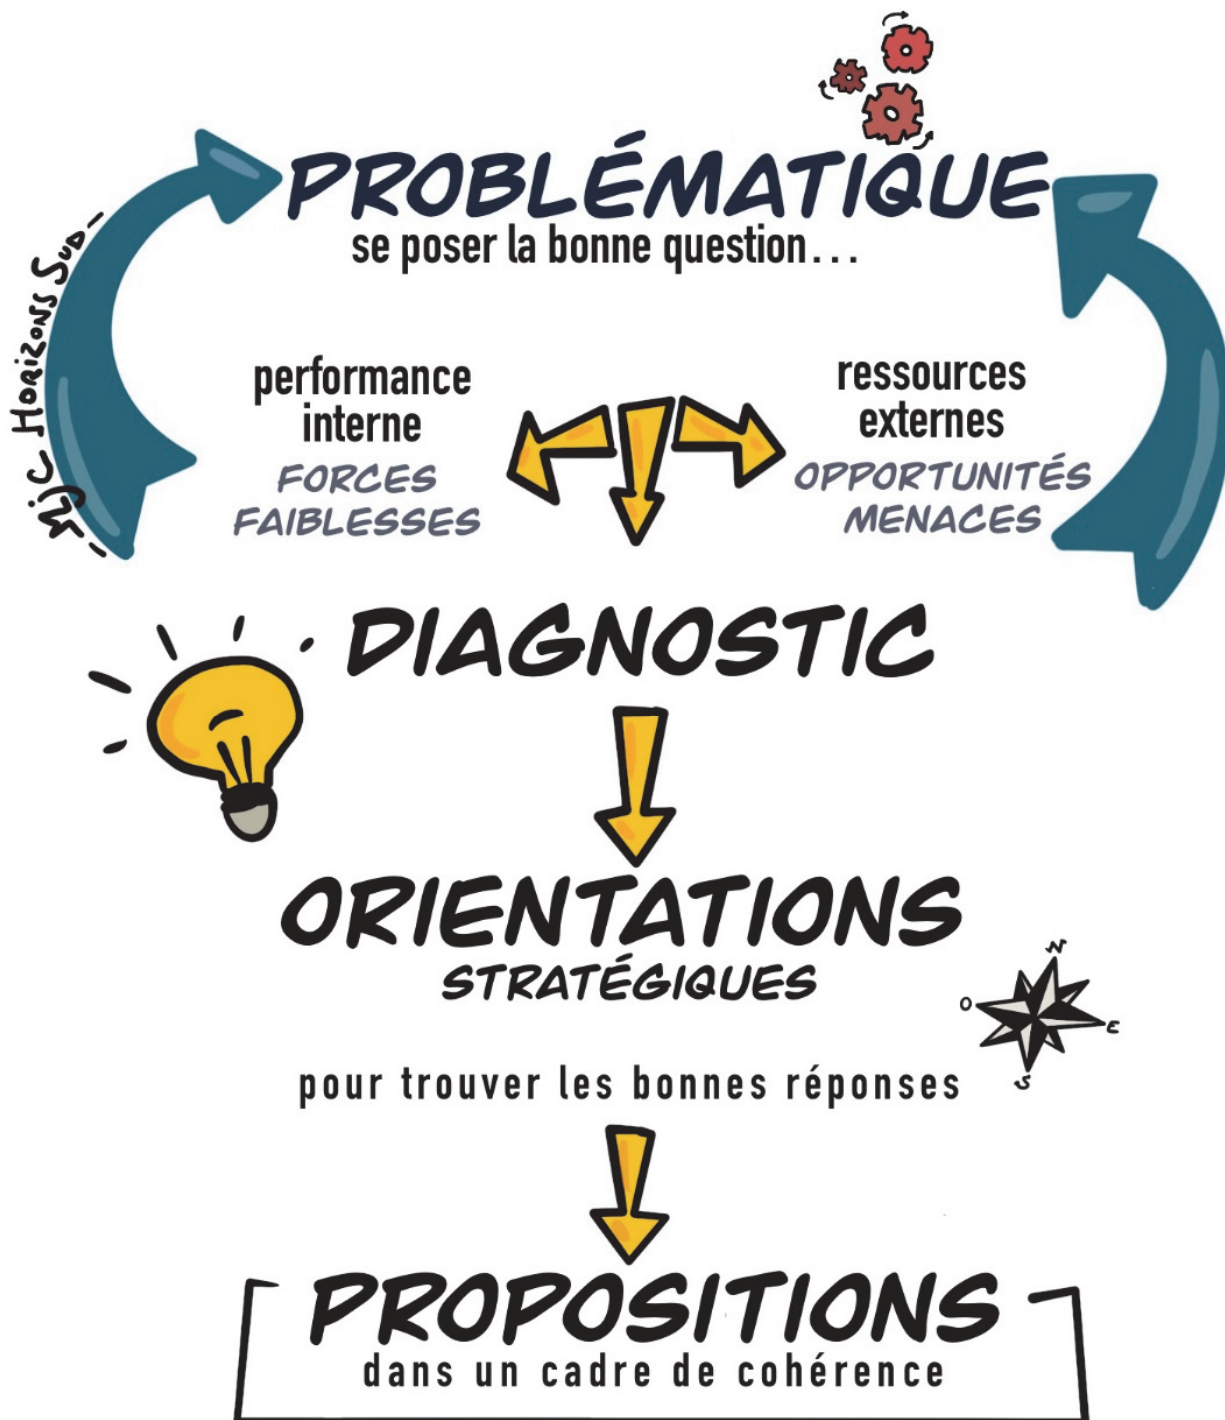 PROBLÉMATIQUE
se poser la bonne question...
MJC HORIZONS SUD
performance
interne
FORCES
FAIBLESSES
ressources
externes
OPPORTUNITÉS
MENACES
DIAGNOSTIC
ORIENTATIONS
STRATÉGIQUES
N
O
E
S
pour trouver les bonnes réponses
PROPOSITIONS
dans un cadre de cohérence